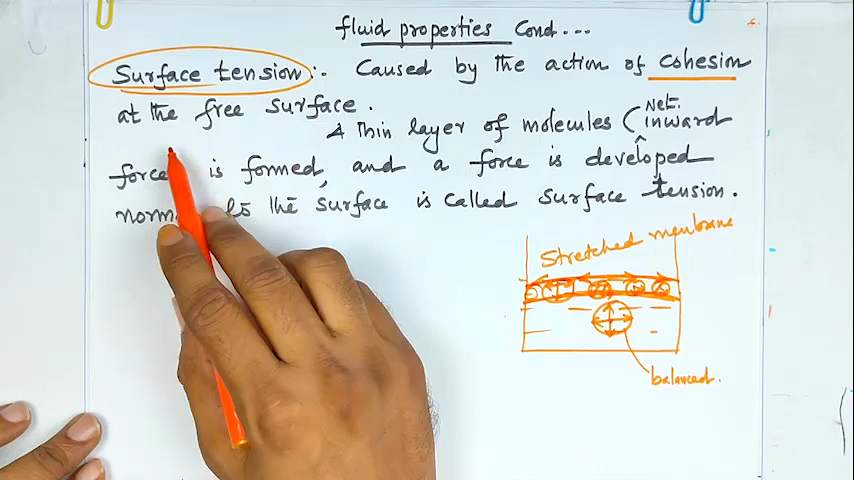 fluid properties Cond...
Surface tension:. Caused by the action of cohesion
at the free surface.
A thin layer of molecules (Net inward
force is formed, and a force is developed
to the surface is called surface tension.
Stretched membrane
balanced.